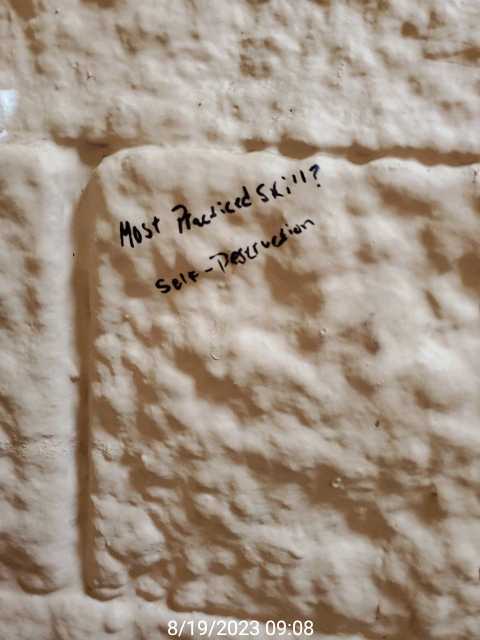 Most Practiced Skill?
Self-Destruction
8/19/2023 09:08